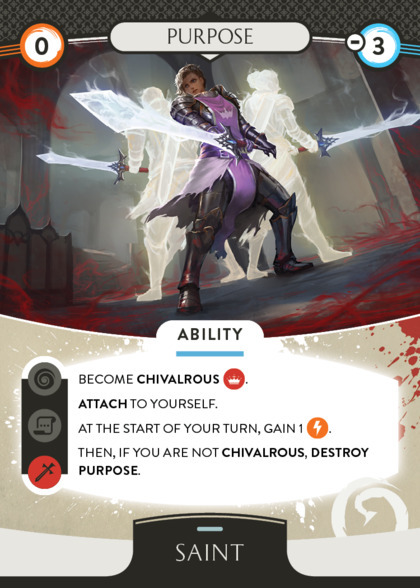 PURPOSE
0
-3
ABILITY
BECOME CHIVALROUS .
ATTACH TO YOURSELF.
AT THE START OF YOUR TURN, GAIN 1 .
THEN, IF YOU ARE NOT CHIVALROUS, DESTROY
PURPOSE.
SAINT